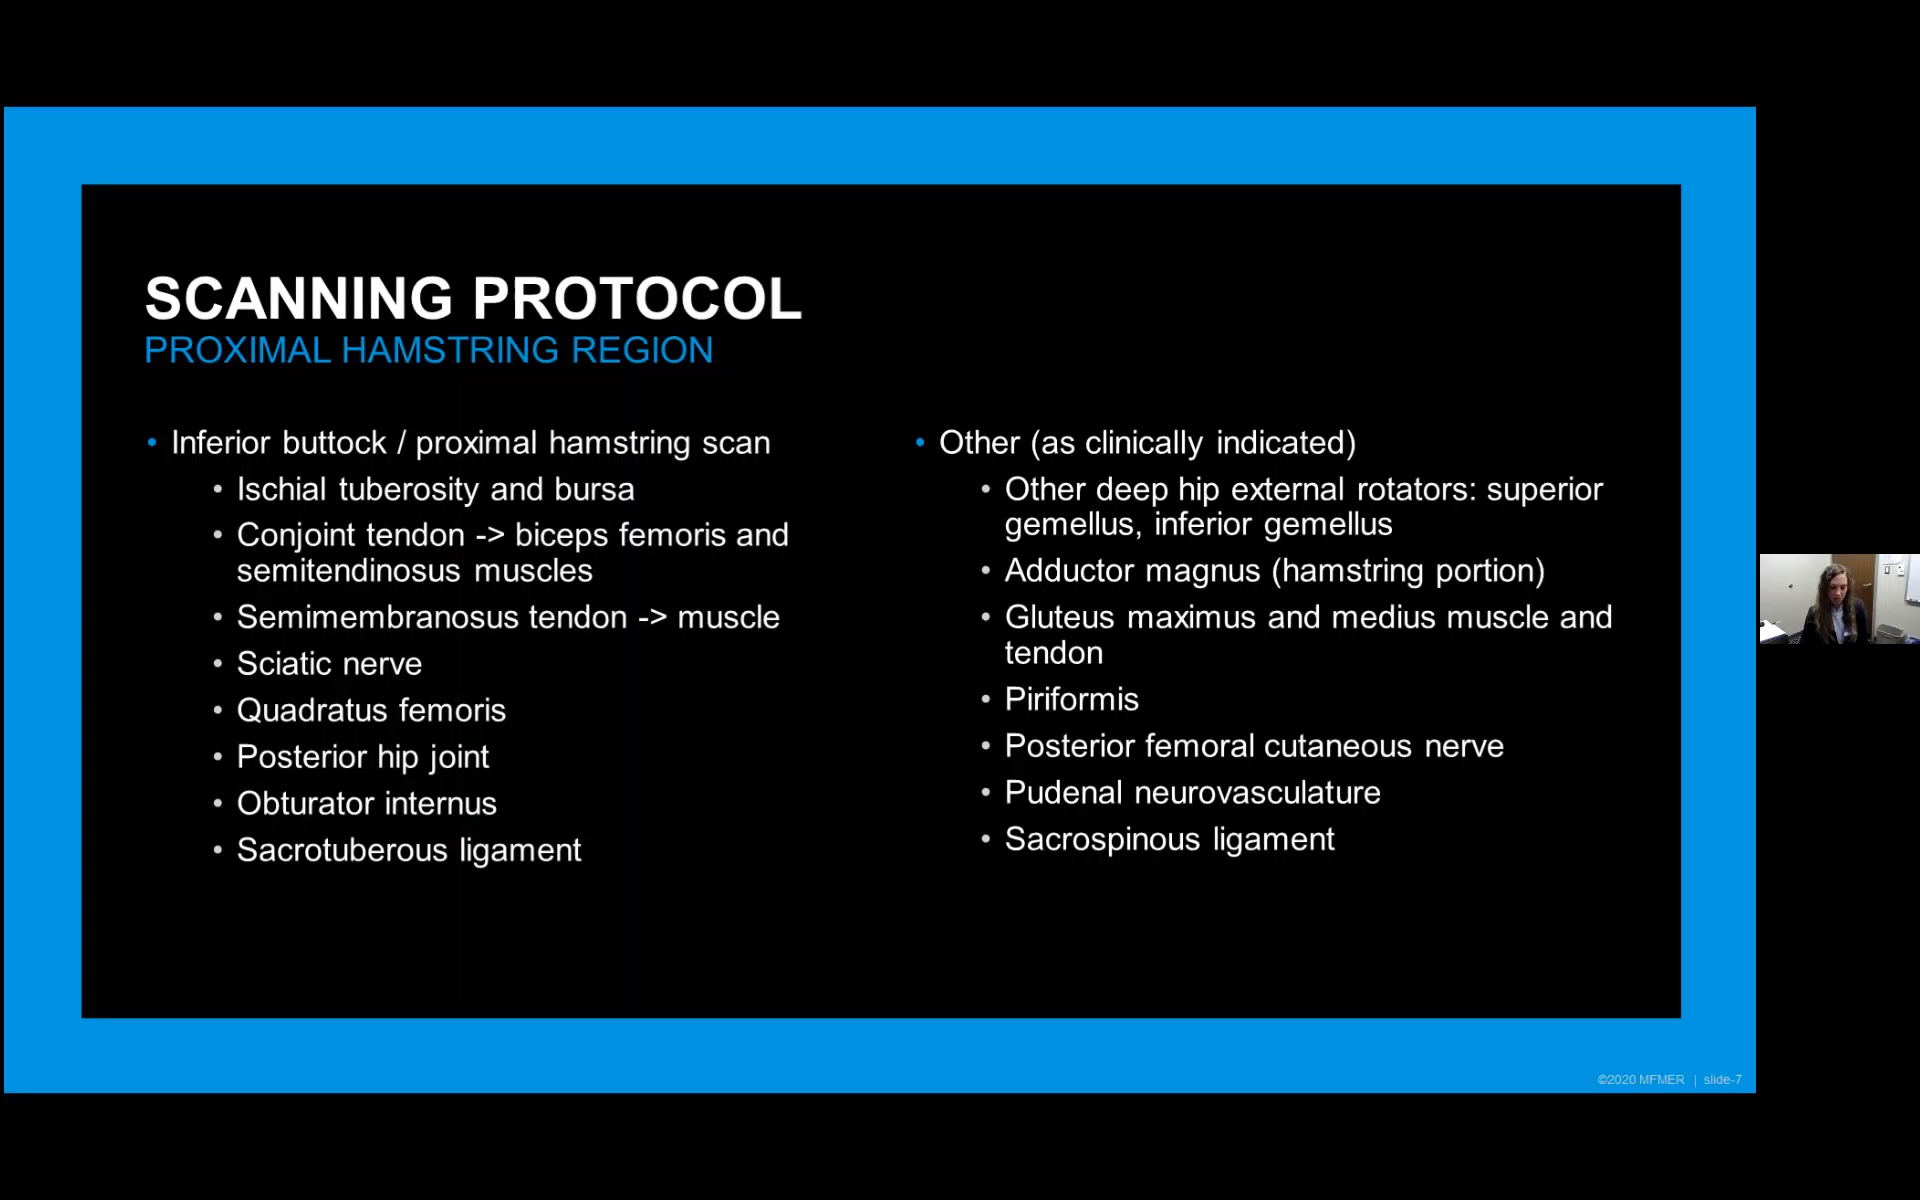 SCANNING PROTOCOL
PROXIMAL HAMSTRING REGION
• Inferior buttock / proximal hamstring scan
• Ischial tuberosity and bursa
• Conjoint tendon -> biceps femoris and
semitendinosus muscles
• Semimembranosus tendon -> muscle
• Sciatic nerve
• Quadratus femoris
• Posterior hip joint
• Obturator internus
• Sacrotuberous ligament
• Other (as clinically indicated)
• Other deep hip external rotators: superior
gemellus, inferior gemellus
• Adductor magnus (hamstring portion)
• Gluteus maximus and medius muscle and
tendon
• Piriformis
• Posterior femoral cutaneous nerve
• Pudenal neurovasculature
• Sacrospinous ligament
©2020 MFMER | slide-7